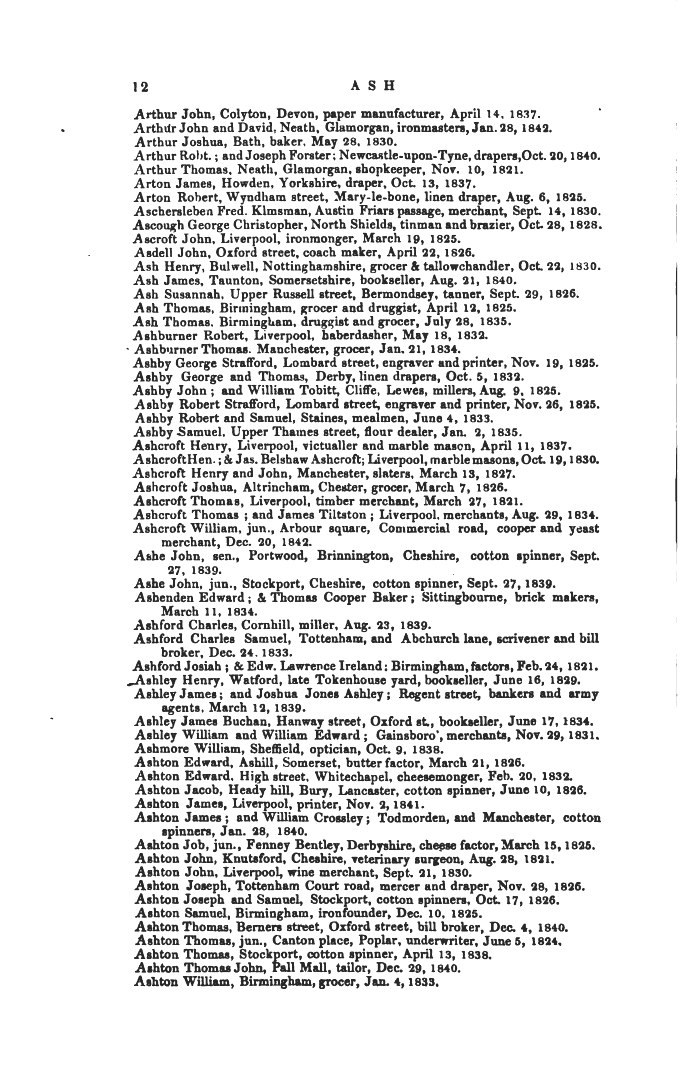 12 ASH
Arthur John, Colyton, Devon, paper manufacturer, April 14, 1837.
Arthur John and David, Neath, Glamorgan, ironmasters, Jan. 28, 1842.
Arthur Joshua, Bath, baker, May 28, 1830.
Arthur Robt.; and Joseph Forster; Newcastle-upon-Tyne, drapers, Oct. 20, 1840.
Arthur Thomas, Neath, Glamorgan, shopkeeper, Nov. 10, 1821.
Arton James, Howden, Yorkshire, draper, Oct. 13, 1837.
Arton Robert, Wyndham street, Mary-le-bone, linen draper, Aug. 6, 1825.
Aschersleben Fred. Klmsman, Austin Friars passage, merchant, Sept. 14, 1830.
Ascough George Christopher, North Shields, tinman and brazier, Oct. 28, 1828.
Ascroft John, Liverpool, ironmonger, March 19, 1825.
Asdell John, Oxford street, coach maker, April 22, 1826.
Ash Henry, Bulwell, Nottinghamshire, grocer & tallowchandler, Oct. 22, 1830.
Ash James, Taunton, Somersetshire, bookseller, Aug. 21, 1840.
Ash Susannah, Upper Russell street, Bermondsey, tanner, Sept. 29, 1826.
Ash Thomas, Birmingham, grocer and druggist, April 12, 1825.
Ash Thomas, Birmingham, druggist and grocer, July 28, 1835.
Ashburner Robert, Liverpool, haberdasher, May 18, 1832.
Ashburner Thomas, Manchester, grocer, Jan. 21, 1834.
Ashby George Strafford, Lombard street, engraver and printer, Nov. 19, 1825.
Ashby George and Thomas, Derby, linen drapers, Oct. 5, 1832.
Ashby John; and William Tobitt, Cliffe, Lewes, millers, Aug. 9, 1825.
Ashby Robert Strafford, Lombard street, engraver and printer, Nov. 26, 1825.
Ashby Robert and Samuel, Staines, mealmen, June 4, 1833.
Ashby Samuel, Upper Thames street, flour dealer, Jan. 2, 1835.
Ashcroft Henry, Liverpool, victualler and marble mason, April 11, 1837.
Ashcroft Hen.; & Jas. Belshaw Ashcroft; Liverpool, marble masons, Oct. 19, 1830.
Ashcroft Henry and John, Manchester, slaters, March 13, 1827.
Ashcroft Joshua, Altrincham, Chester, grocer, March 7, 1826.
Ashcroft Thomas, Liverpool, timber merchant, March 27, 1821.
Ashcroft Thomas; and James Tiltston; Liverpool, merchants, Aug. 29, 1834.
Ashcroft William, jun., Arbour square, Commercial road, cooper and yeast
merchant, Dec. 20, 1842.
Ashe John, sen., Portwood, Brinnington, Cheshire, cotton spinner, Sept.
27, 1839.
Ashe John, jun., Stockport, Cheshire, cotton spinner, Sept. 27, 1839.
Ashenden Edward; & Thomas Cooper Baker; Sittingbourne, brick makers,
March 11, 1834.
Ashford Charles, Cornhill, miller, Aug. 23, 1839.
Ashford Charles Samuel, Tottenham, and Abchurch lane, scrivener and bill
broker, Dec. 24, 1833.
Ashford Josiah; & Edw. Lawrence Ireland; Birmingham, factors, Feb. 24, 1821.
Ashley Henry, Watford, late Tokenhouse yard, bookseller, June 16, 1829.
Ashley James; and Joshua Jones Ashley; Regent street, bankers and army
agents, March 12, 1839.
Ashley James Buchan, Hanway street, Oxford st., bookseller, June 17, 1834.
Ashley William and William Edward; Gainsboro', merchants, Nov. 29, 1831.
Ashmore William, Sheffield, optician, Oct. 9, 1838.
Ashton Edward, Ashill, Somerset, butter factor, March 21, 1826.
Ashton Edward, High street, Whitechapel, cheesemonger, Feb. 20, 1832.
Ashton Jacob, Heady hill, Bury, Lancaster, cotton spinner, June 10, 1826.
Ashton James, Liverpool, printer, Nov. 2, 1841.
Ashton James; and William Crossley; Todmorden, and Manchester, cotton
spinners, Jan. 28, 1840.
Ashton Job, jun., Fenney Bentley, Derbyshire, cheese factor, March 15, 1825.
Ashton John, Knutsford, Cheshire, veterinary surgeon, Aug. 28, 1821.
Ashton John, Liverpool, wine merchant, Sept. 21, 1830.
Ashton Joseph, Tottenham Court road, mercer and draper, Nov. 28, 1826.
Ashton Joseph and Samuel, Stockport, cotton spinners, Oct. 17, 1826.
Ashton Samuel, Birmingham, ironfounder, Dec. 10, 1825.
Ashton Thomas, Berners street, Oxford street, bill broker, Dec. 4, 1840.
Ashton Thomas, jun., Canton place, Poplar, underwriter, June 5, 1824.
Ashton Thomas, Stockport, cotton spinner, April 13, 1838.
Ashton Thomas John, Pall Mall, tailor, Dec. 29, 1840.
Ashton William, Birmingham, grocer, Jan. 4, 1833.